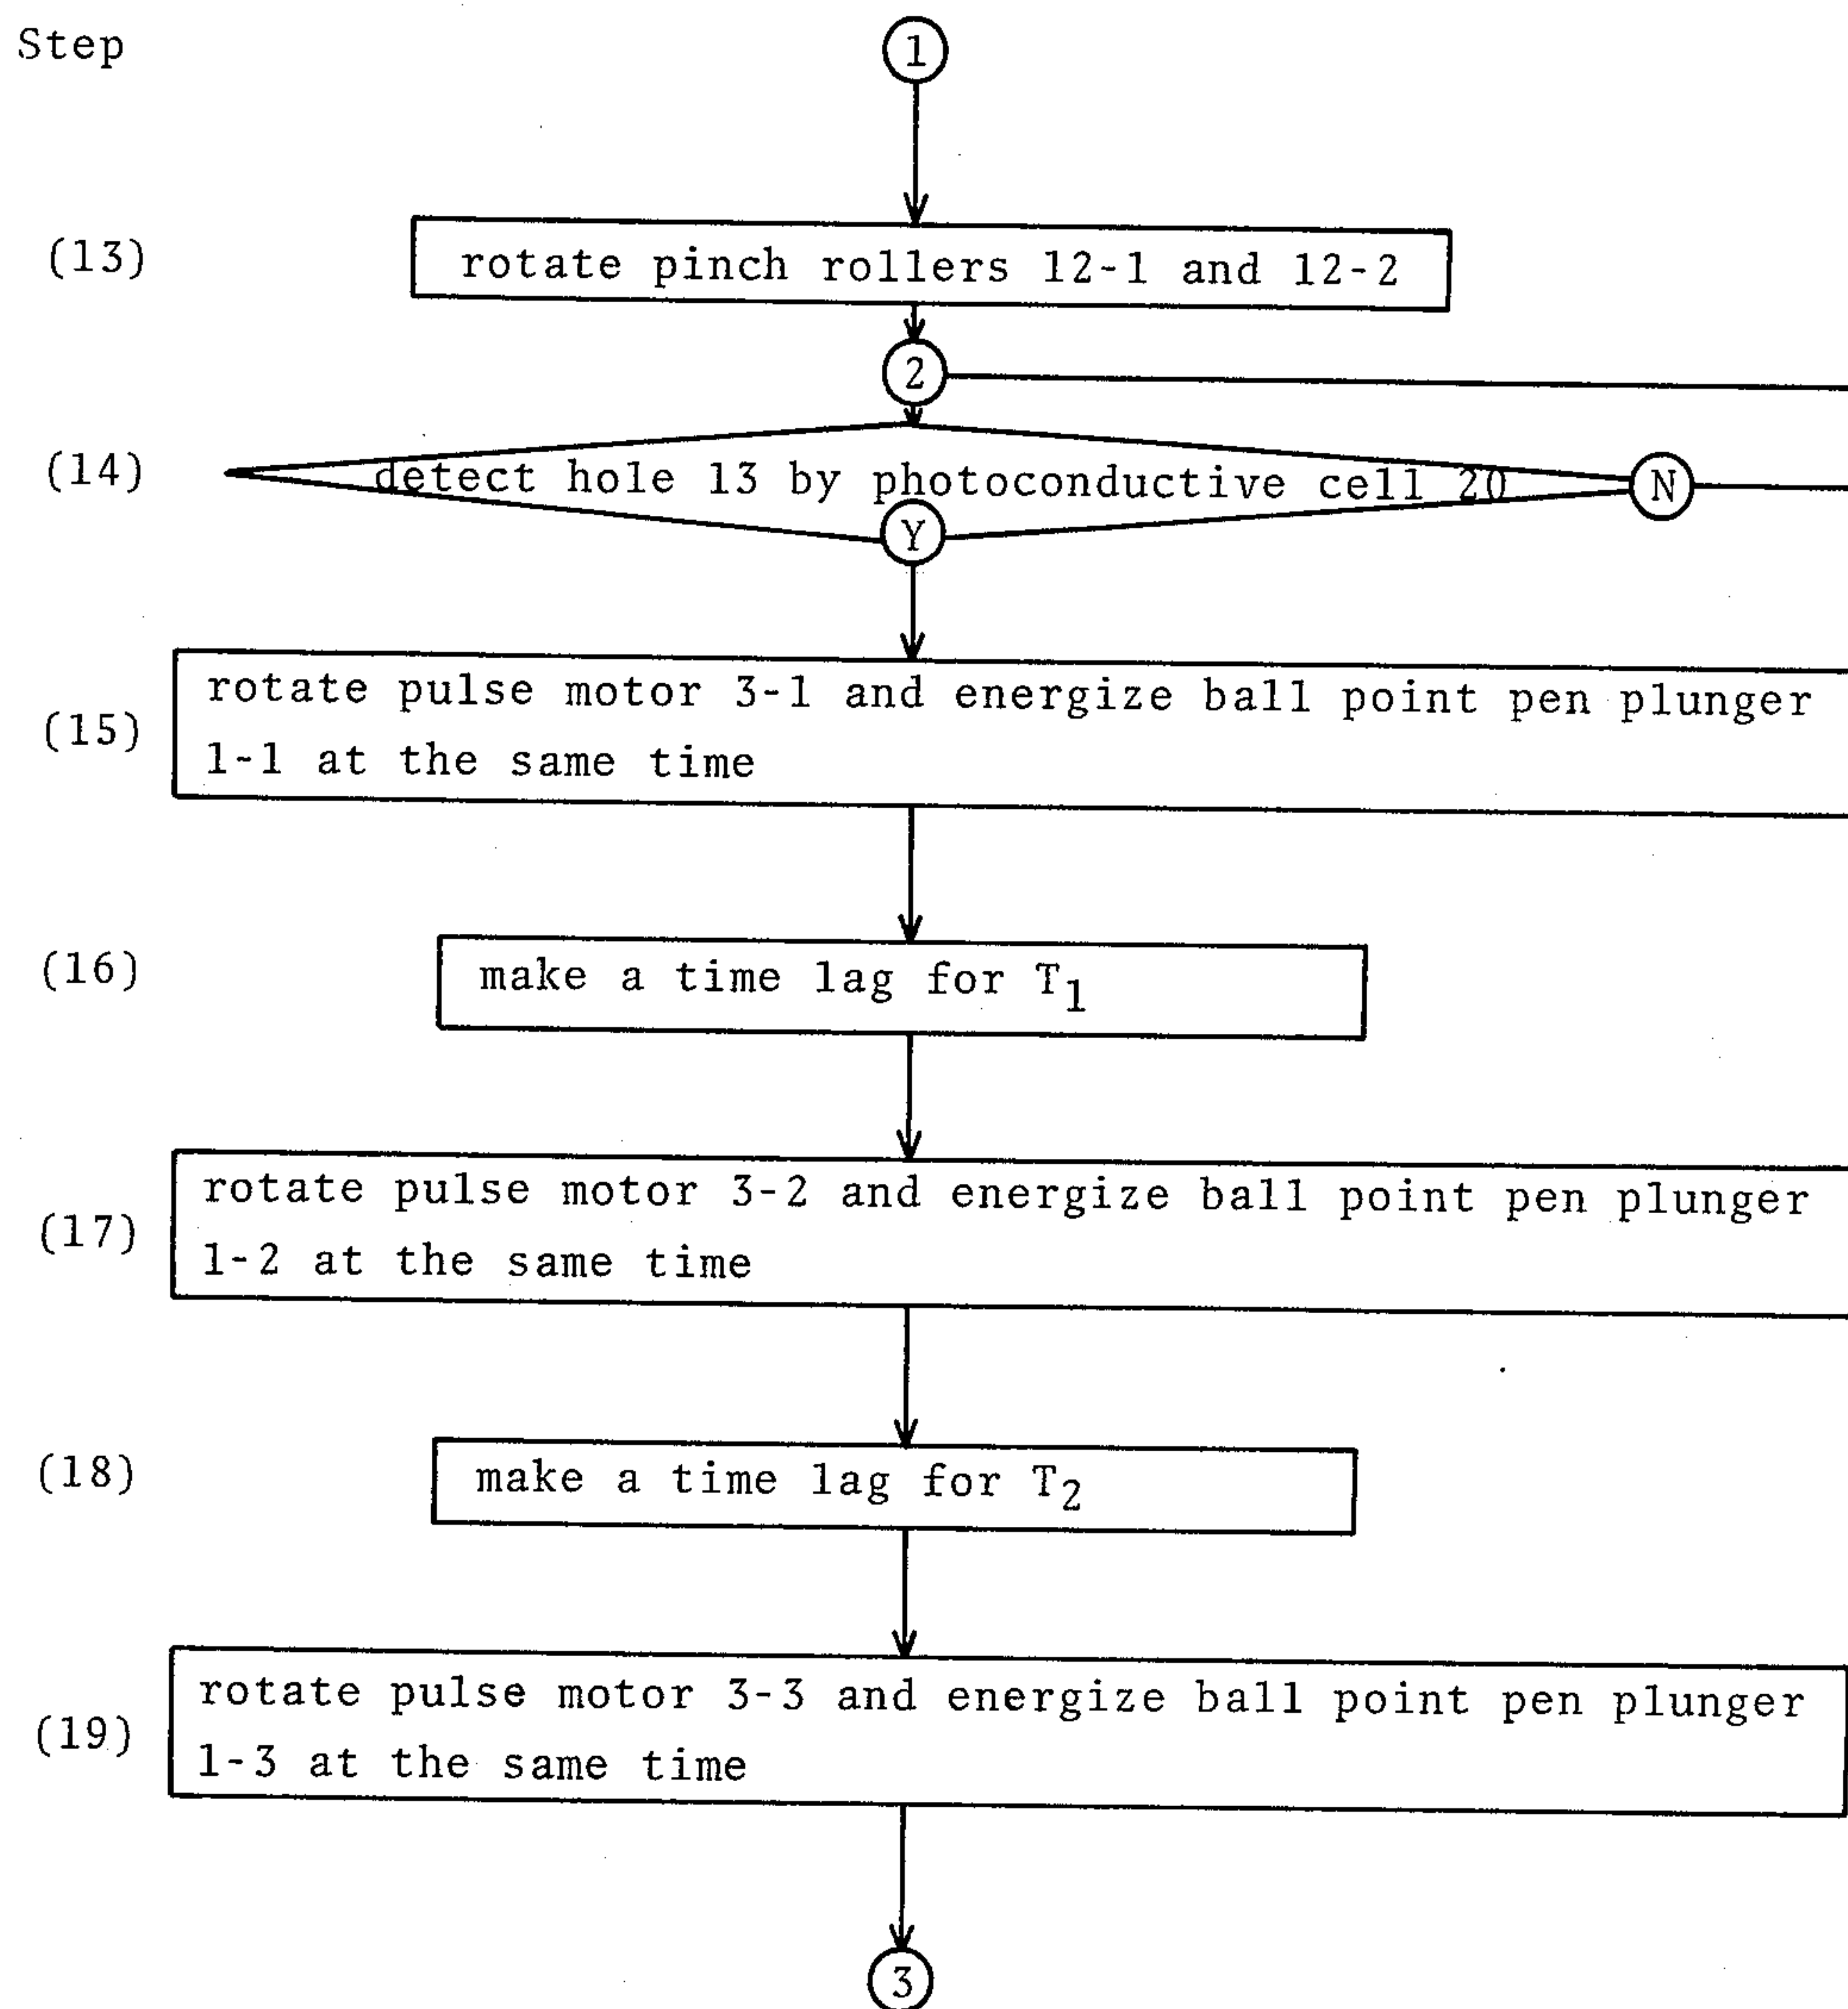 Step
1
(13)
rotate pinch rollers 12-1 and 12-2
2
(14)
detect hole 13 by photoconductive cell 20
N
Y
(15)
rotate pulse motor 3-1 and energize ball point pen plunger
1-1 at the same time
(16)
make a time lag for T1
(17)
rotate pulse motor 3-2 and energize ball point pen plunger
1-2 at the same time
(18)
make a time lag for T2
(19)
rotate pulse motor 3-3 and energize ball point pen plunger
1-3 at the same time
3